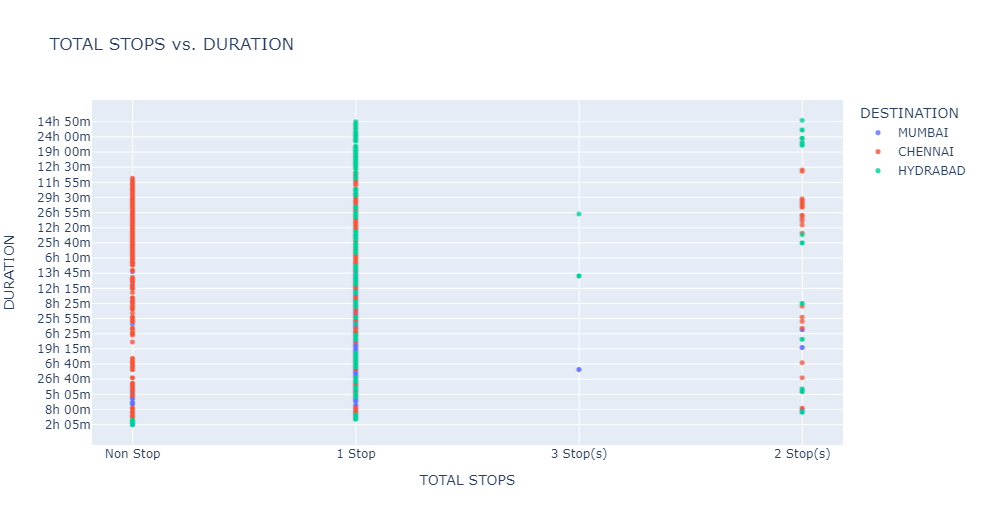 TOTAL STOPS vs. DURATION
DESTINATION
MUMBAI
CHENNAI
HYDRABAD
DURATION
14h 50m
24h 00m
19h 00m
12h 30m
11h 55m
29h 30m
26h 55m
12h 20m
25h 40m
6h 10m
13h 45m
12h 15m
8h 25m
25h 55m
6h 25m
19h 15m
6h 40m
26h 40m
5h 05m
8h 00m
2h 05m
Non Stop
1 Stop
3 Stop(s)
2 Stop(s)
TOTAL STOPS